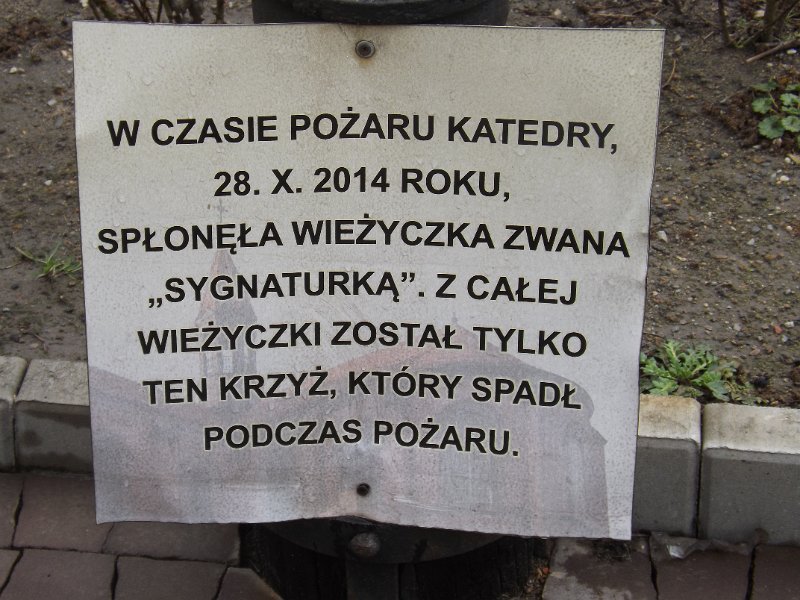 W CZASIE POŻARU KATEDRY,
28. X. 2014 ROKU,
SPŁONĘŁA WIEŻYCZKA ZWANA
„SYGNATURKĄ”. Z CAŁEJ
WIEŻYCZKI ZOSTAŁ TYLKO
TEN KRZYŻ, KTÓRY SPADŁ
PODCZAS POŻARU.